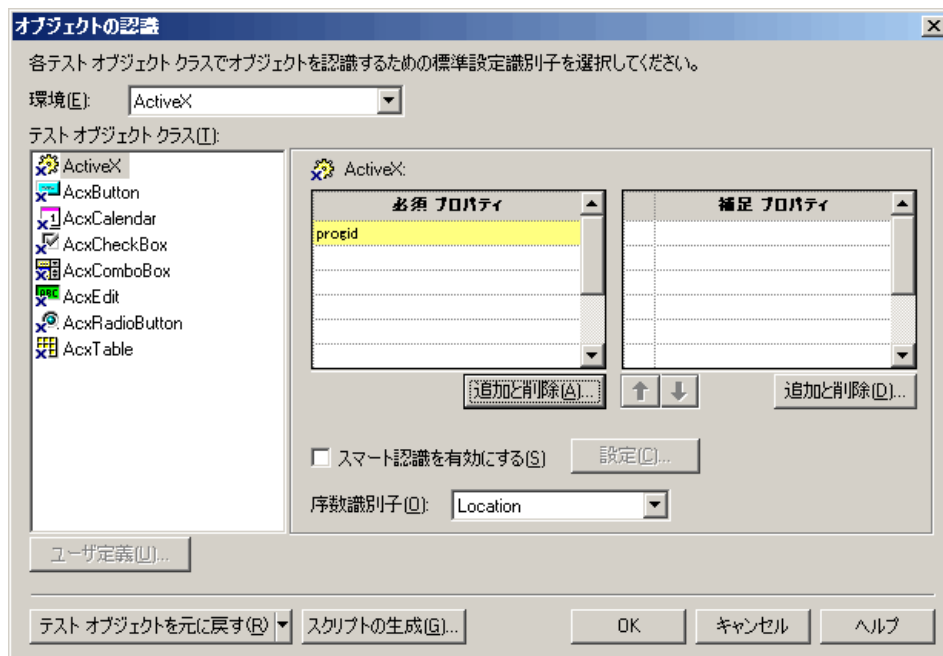 オブジェクトの認識
各テスト オブジェクト クラスでオブジェクトを認識するための標準設定識別子を選択してください。
環境(E): ActiveX
テスト オブジェクト クラス(T):
ActiveX
AcxButton
AcxCalendar
AcxCheckBox
AcxComboBox
AcxEdit
AcxRadioButton
AcxTable
ActiveX:
必須 プロパティ
progid
補足 プロパティ
追加と削除(A)...
追加と削除(D)...
スマート認識を有効にする(S)
設定(C)...
序数識別子(O): Location
ユーザ定義(U)...
テスト オブジェクトを元に戻す(R)
スクリプトの生成(G)...
OK
キャンセル
ヘルプ